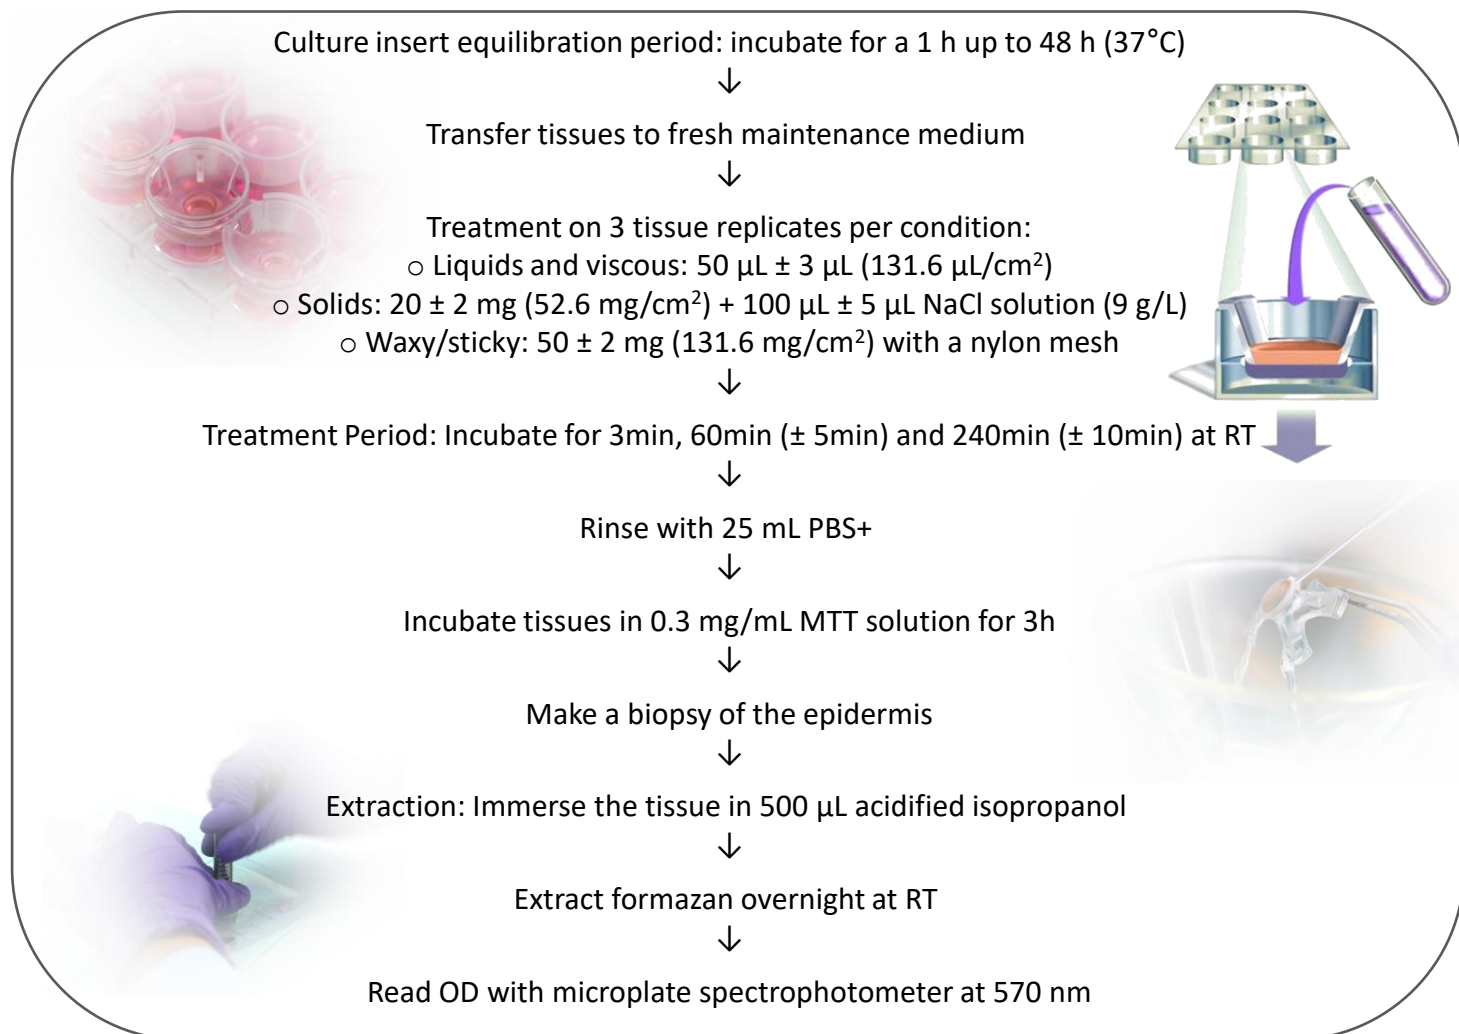 Culture insert equilibration period: incubate for a 1 h up to 48 h (37°C)
↓
Transfer tissues to fresh maintenance medium
↓
Treatment on 3 tissue replicates per condition:
○ Liquids and viscous: 50 µL ± 3 µL (131.6 µL/cm²)
○ Solids: 20 ± 2 mg (52.6 mg/cm²) + 100 µL ± 5 µL NaCl solution (9 g/L)
○ Waxy/sticky: 50 ± 2 mg (131.6 mg/cm²) with a nylon mesh
↓
Treatment Period: Incubate for 3min, 60min (± 5min) and 240min (± 10min) at RT
↓
Rinse with 25 mL PBS+
↓
Incubate tissues in 0.3 mg/mL MTT solution for 3h
↓
Make a biopsy of the epidermis
↓
Extraction: Immerse the tissue in 500 µL acidified isopropanol
↓
Extract formazan overnight at RT
↓
Read OD with microplate spectrophotometer at 570 nm